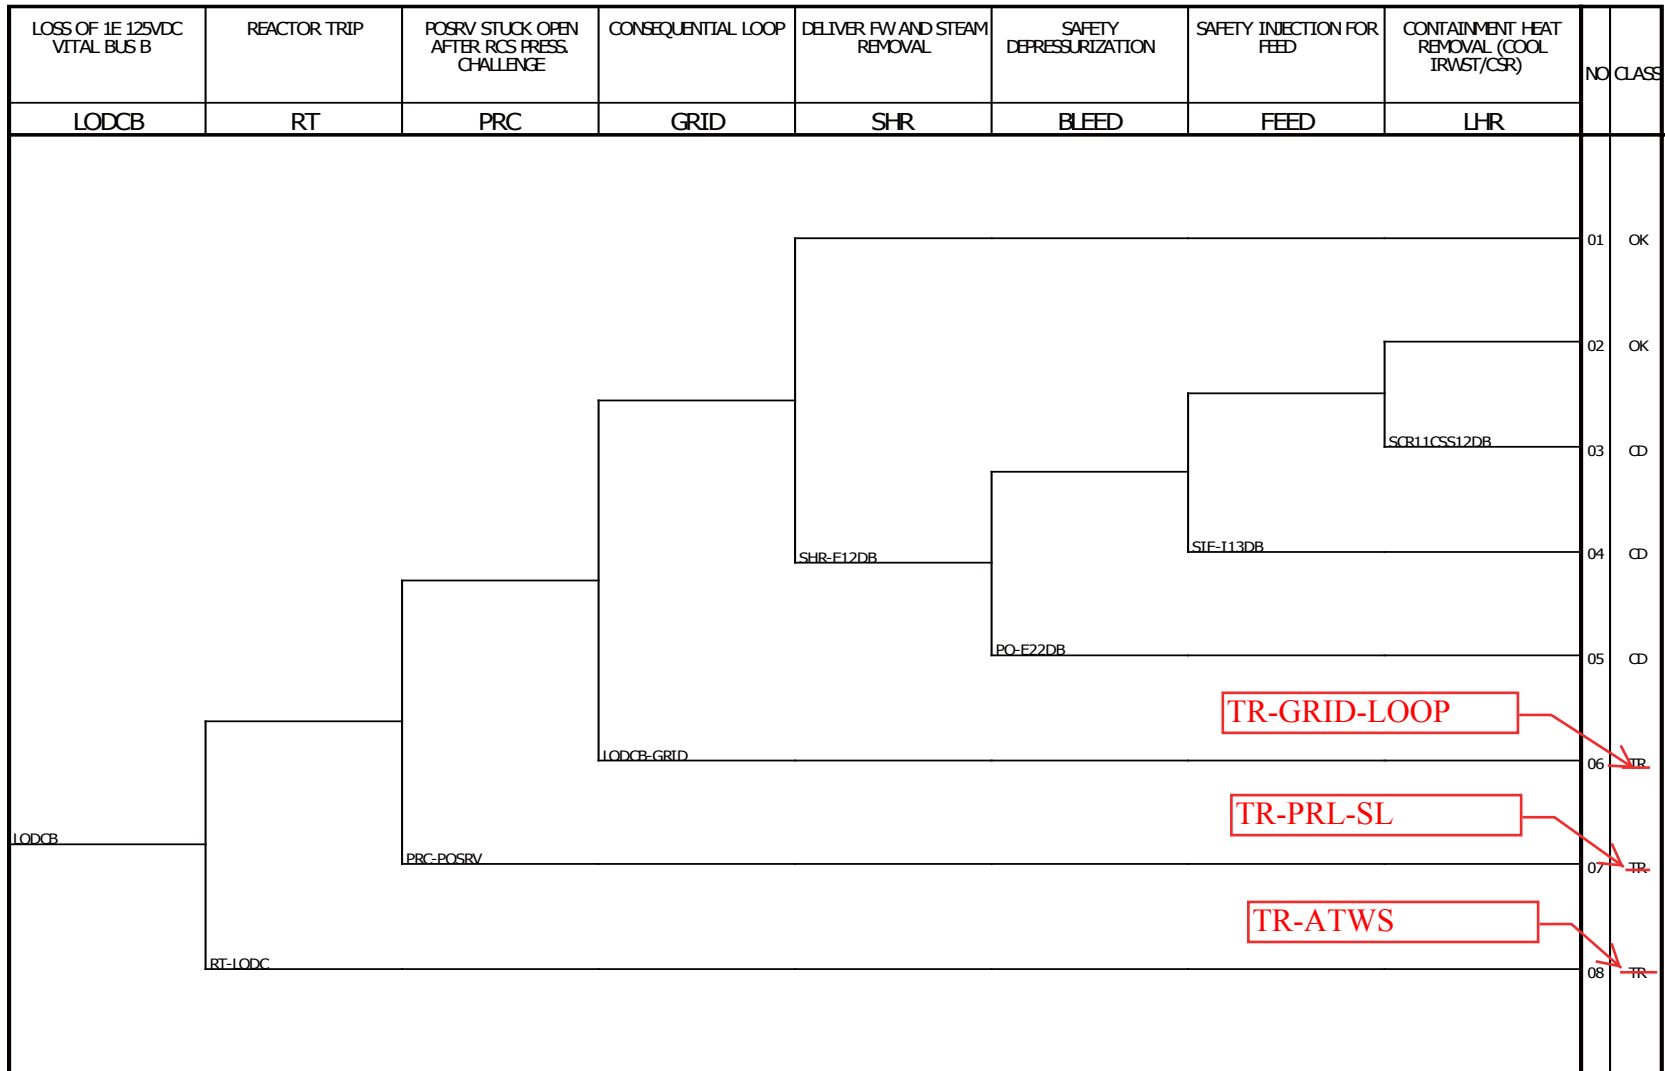 LOSS OF 1E 125VDC
VITAL BUS B
REACTOR TRIP
POSRV STUCK OPEN
AFTER RCS PRESS.
CHALLENGE
CONSEQUENTIAL LOOP
DELIVER FW AND STEAM
REMOVAL
SAFETY
DEPRESSURIZATION
SAFETY INJECTION FOR
FEED
CONTAINMENT HEAT
REMOVAL (COOL
IRWST/CSR)
NO CLASS
LODCB RT PRC GRID SHR BLEED FEED LHR
01 OK
02 OK
SCR11CSS12DB
03 CD
SHR-E12DB
SIF-I13DB
04 CD
PO-E22DB
05 CD
TR-GRID-LOOP
LODCB-GRID
06 TR
TR-PRL-SL
LODCB
PRC-POSRV
07 TR
TR-ATWS
RT-LODC
08 TR